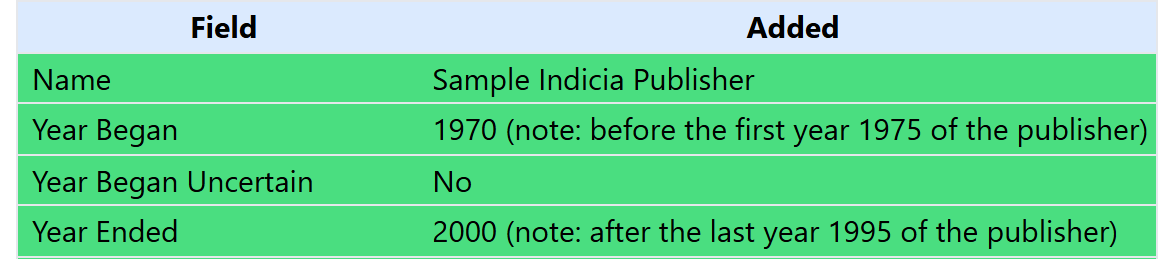 Field Added
Name Sample Indicia Publisher
Year Began 1970 (note: before the first year 1975 of the publisher)
Year Began Uncertain No
Year Ended 2000 (note: after the last year 1995 of the publisher)